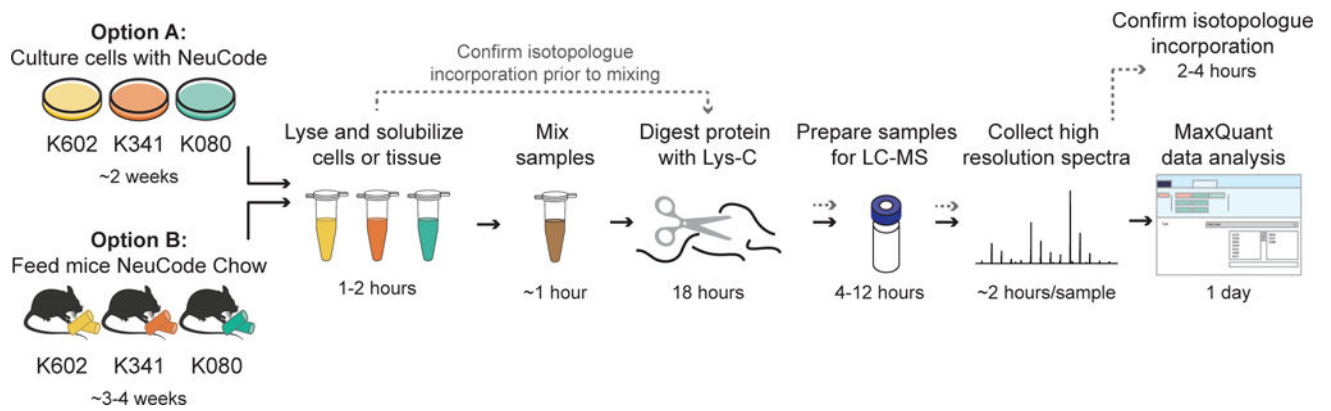 Option A:
Culture cells with NeuCode
K602 K341 K080
~2 weeks
Option B:
Feed mice NeuCode Chow
K602 K341 K080
~3-4 weeks
Confirm isotopologue
incorporation prior to mixing
Lyse and solubilize
cells or tissue
1-2 hours
Mix
samples
~1 hour
Digest protein
with Lys-C
18 hours
Prepare samples
for LC-MS
4-12 hours
Collect high
resolution spectra
~2 hours/sample
Confirm isotopologue
incorporation
2-4 hours
MaxQuant
data analysis
1 day